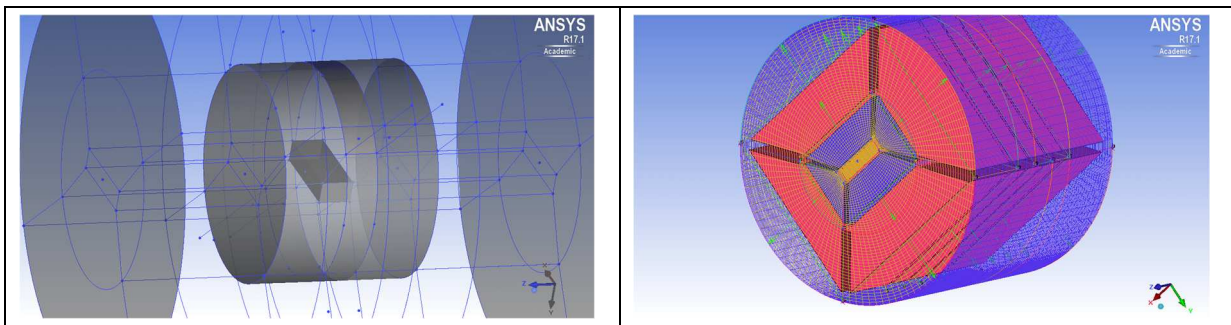 ANSYS
R17.1
Academic
X
Z
Y
ANSYS
R17.1
Academic
Z
X
Y